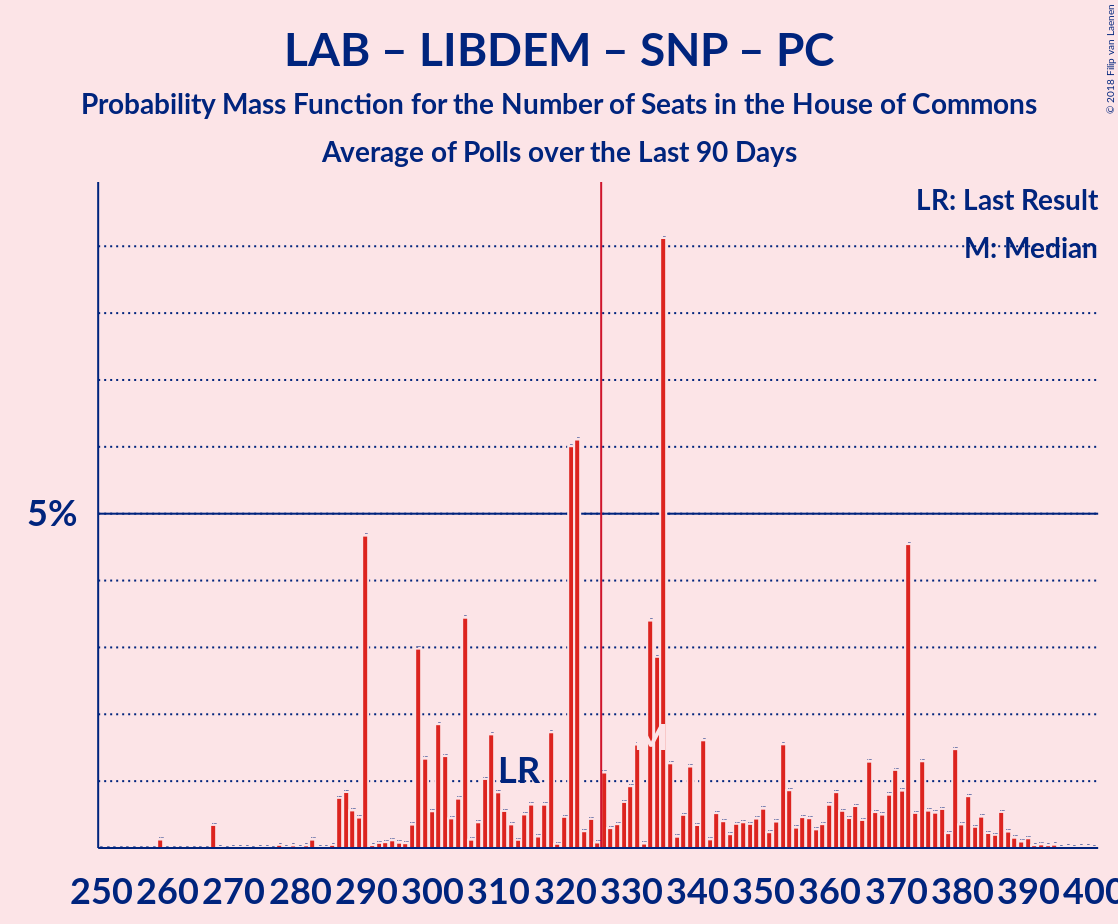 LAB – LIBDEM – SNP – PC
Probability Mass Function for the Number of Seats in the House of Commons
Average of Polls over the Last 90 Days
© 2018 Filip van Laenen
LR: Last Result
M: Median
5%
LR
M
250 260 270 280 290 300 310 320 330 340 350 360 370 380 390 400